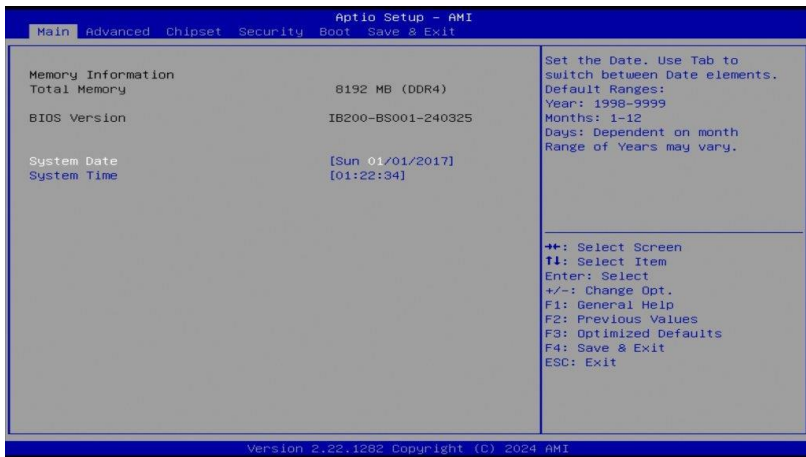 Aptio Setup – AMI
Main Advanced Chipset Security Boot Save & Exit
Memory Information
Total Memory 8192 MB (DDR4)
BIOS Version IB200-BS001-240325
System Date [Sun 01/01/2017]
System Time [01:22:34]
Set the Date. Use Tab to
switch between Date elements.
Default Ranges:
Year: 1998-9999
Months: 1-12
Days: Dependent on month
Range of Years may vary.
→←: Select Screen
↑↓: Select Item
Enter: Select
+/-: Change Opt.
F1: General Help
F2: Previous Values
F3: Optimized Defaults
F4: Save & Exit
ESC: Exit
Version 2.22.1282 Copyright (C) 2024 AMI